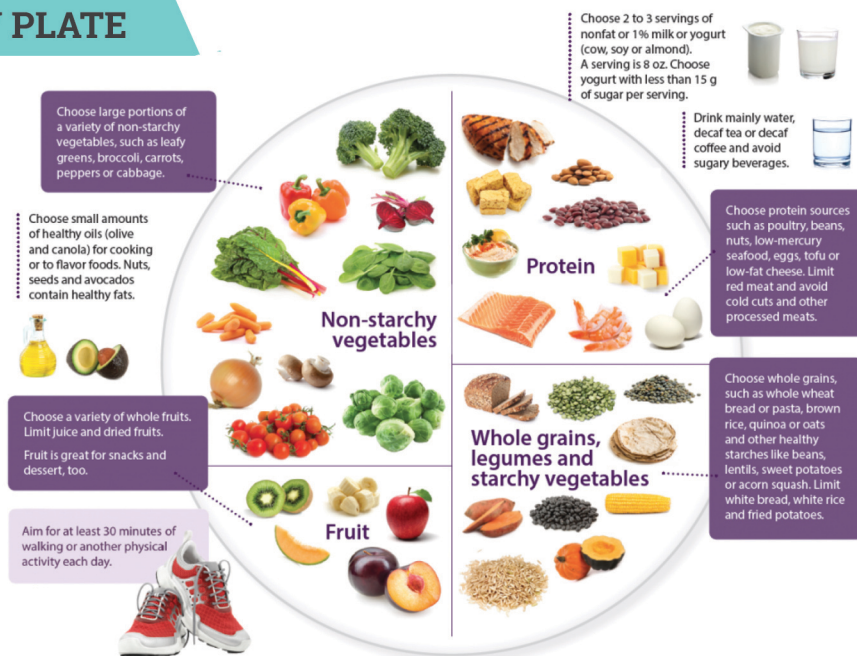 PLATE
Choose 2 to 3 servings of
nonfat or 1% milk or yogurt
(cow, soy or almond).
A serving is 8 oz. Choose
yogurt with less than 15 g
of sugar per serving.
Drink mainly water,
decaf tea or decaf
coffee and avoid
sugary beverages.
Choose large portions of
a variety of non-starchy
vegetables, such as leafy
greens, broccoli, carrots,
peppers or cabbage.
Choose small amounts
of healthy oils (olive
and canola) for cooking
or to flavor foods. Nuts,
seeds and avocados
contain healthy fats.
Non-starchy
vegetables
Protein
Choose protein sources
such as poultry, beans,
nuts, low-mercury
seafood, eggs, tofu or
low-fat cheese. Limit
red meat and avoid
cold cuts and other
processed meats.
Choose a variety of whole fruits.
Limit juice and dried fruits.
Fruit is great for snacks and
dessert, too.
Fruit
Whole grains,
legumes and
starchy vegetables
Choose whole grains,
such as whole wheat
bread or pasta, brown
rice, quinoa or oats
and other healthy
starches like beans,
lentils, sweet potatoes
or acorn squash. Limit
white bread, white rice
and fried potatoes.
Aim for at least 30 minutes of
walking or another physical
activity each day.